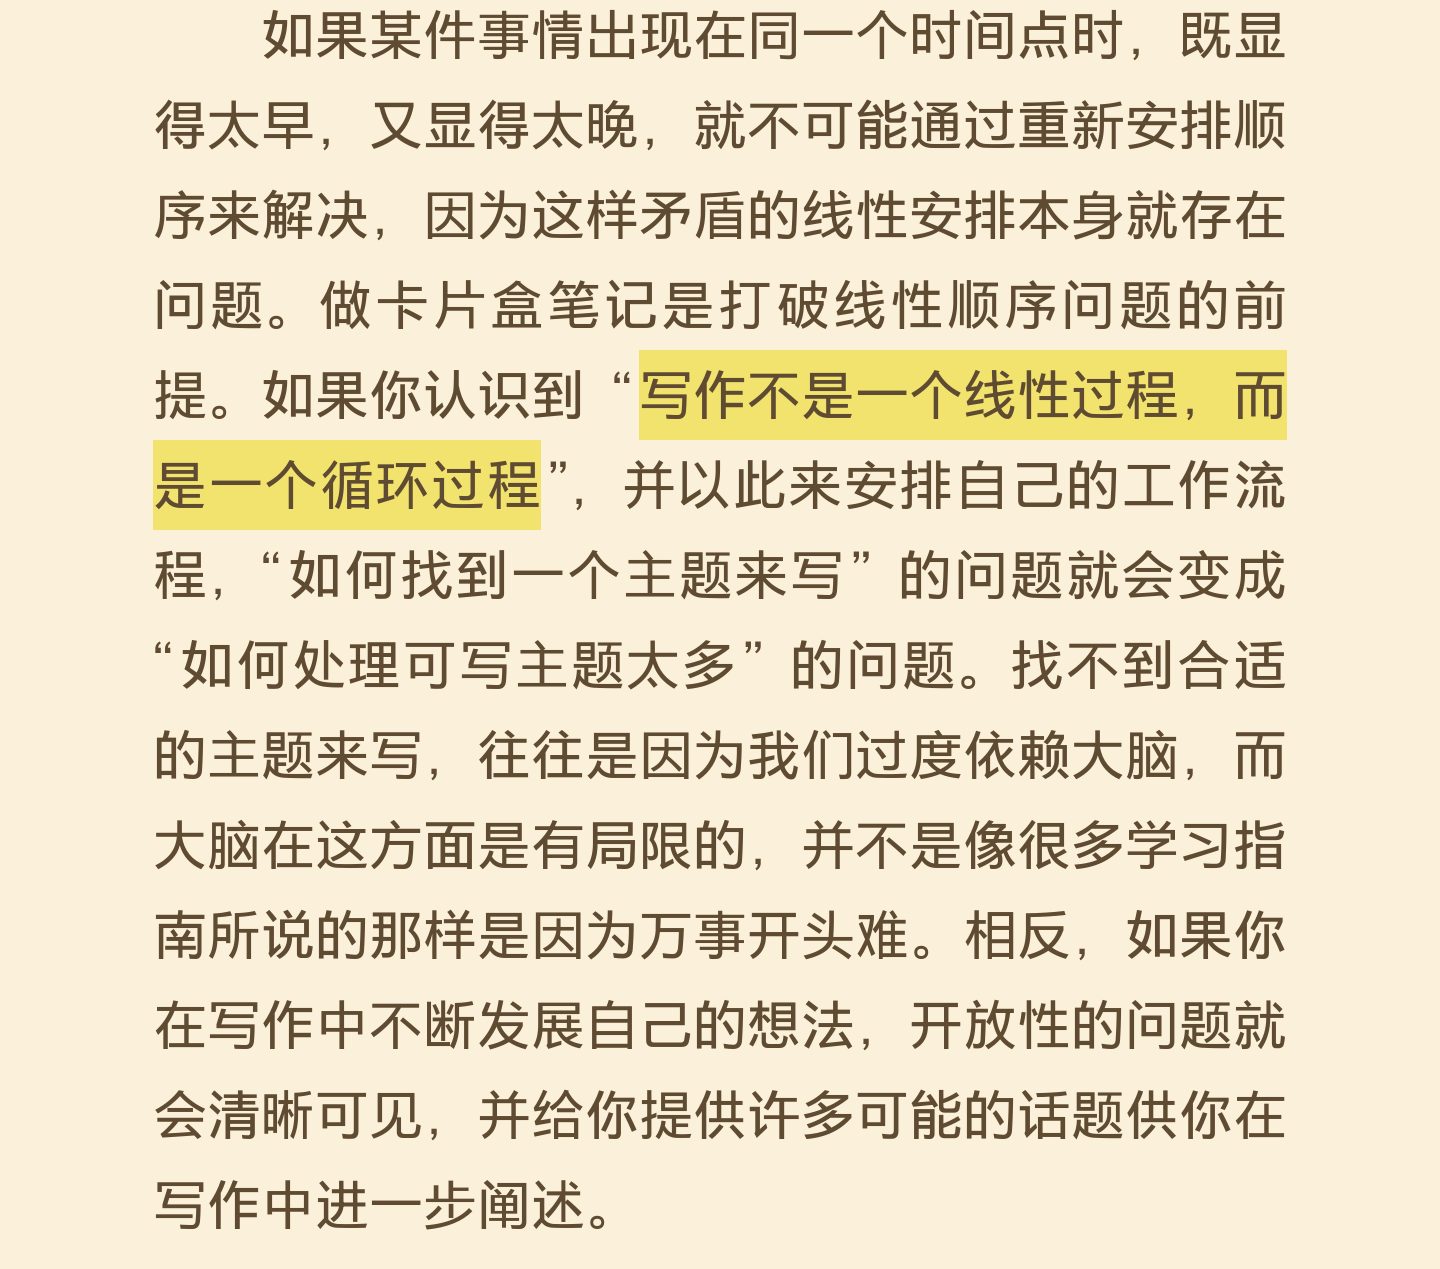 如果某件事情出现在同一个时间点时，既显
得太早，又显得太晚，就不可能通过重新安排顺
序来解决，因为这样矛盾的线性安排本身就存在
问题。做卡片盒笔记是打破线性顺序问题的前
提。如果你认识到“写作不是一个线性过程，而
是一个循环过程”，并以此来安排自己的工作流
程，“如何找到一个主题来写”的问题就会变成
“如何处理可写主题太多”的问题。找不到合适
的主题来写，往往是因为我们过度依赖大脑，而
大脑在这方面是有局限的，并不是像很多学习指
南所说的那样是因为万事开头难。相反，如果你
在写作中不断发展自己的想法，开放性的问题就
会清晰可见，并给你提供许多可能的话题供你在
写作中进一步阐述。